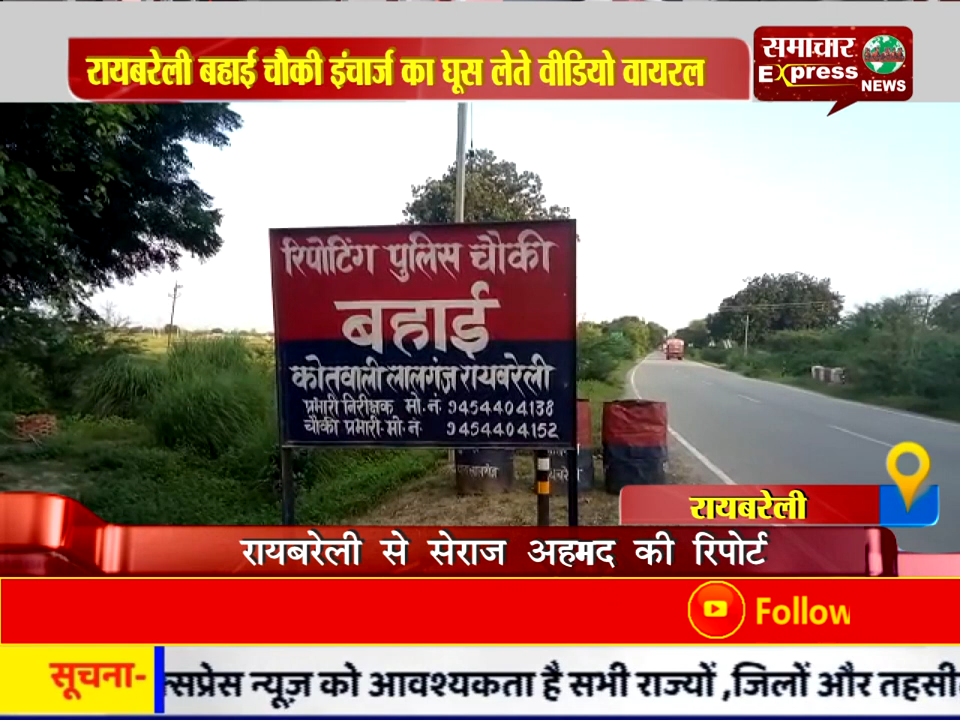 रायबरेली बहाई चौकी इंचार्ज का घूस लेते वीडियो वायरल
समाचार
Express
NEWS
रिपोटिंग पुलिस चौकी
बहाई
कोतवाली लालगंज रायबरेली
प्रभारी निरीक्षक मो.नं. 9454404138
चौकी प्रभारी.मो.न. 9454404152
रायबरेली
रायबरेली से सेराज अहमद की रिपोर्ट
Follow
सूचना- क्सप्रेस न्यूज़ को आवश्यकता है सभी राज्यों ,जिलों और तहसी